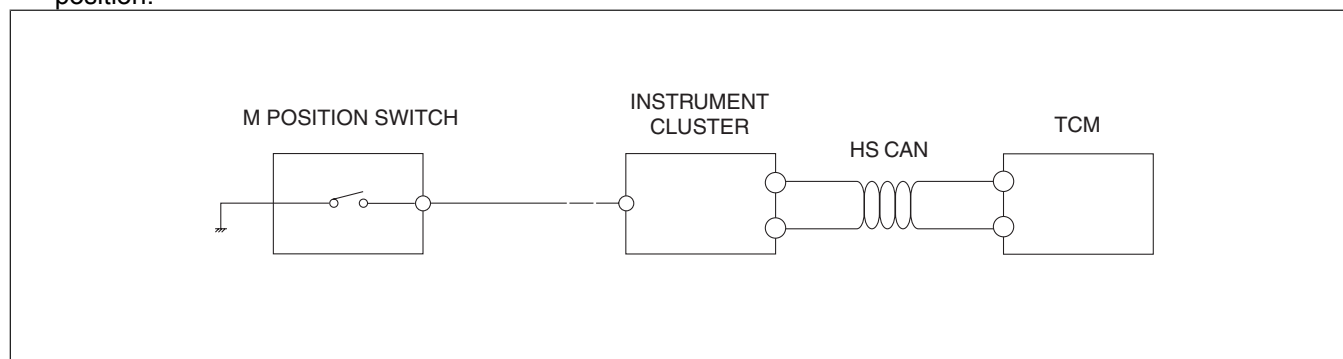 position.
M POSITION SWITCH
INSTRUMENT
CLUSTER
HS CAN
TCM